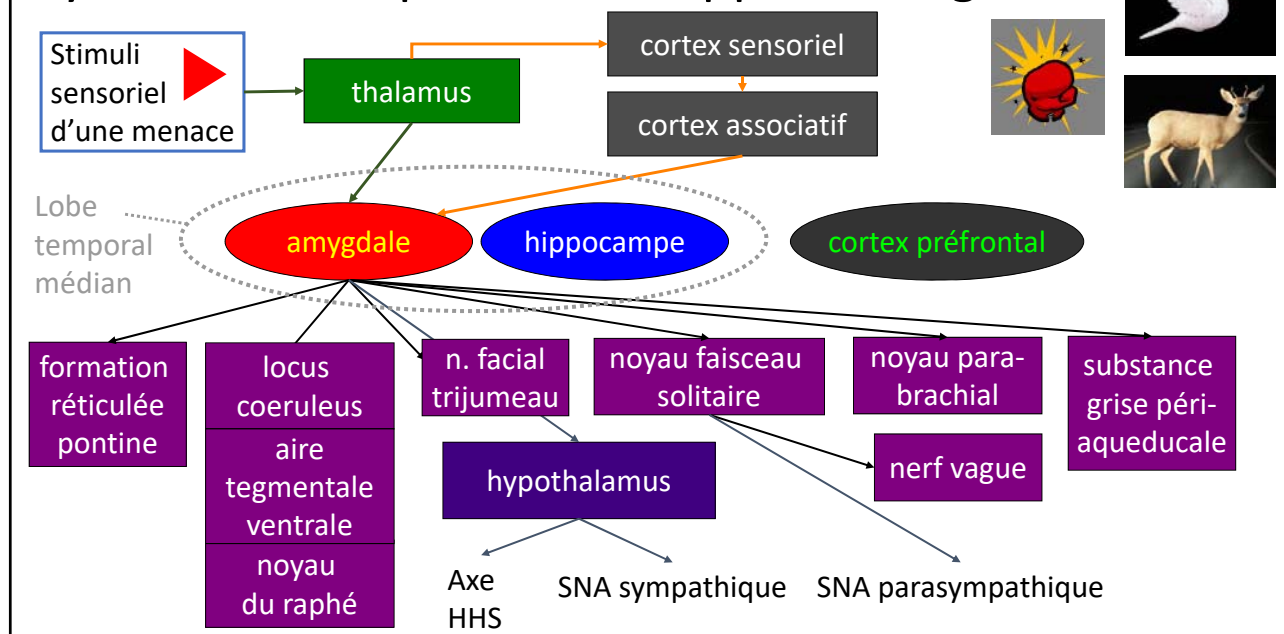 Stimuli
sensoriel
d'une menace
thalamus
cortex sensoriel
cortex associatif
Lobe
temporal
médian
amygdale
hippocampe
cortex préfrontal
formation
réticulée
pontine
locus
coeruleus
aire
tegmentale
ventrale
noyau
du raphé
n. facial
trijumeau
noyau faisceau
solitaire
noyau para-
brachial
substance
grise péri-
aqueducale
nerf vague
hypothalamus
Axe
HHS
SNA sympathique
SNA parasympathique